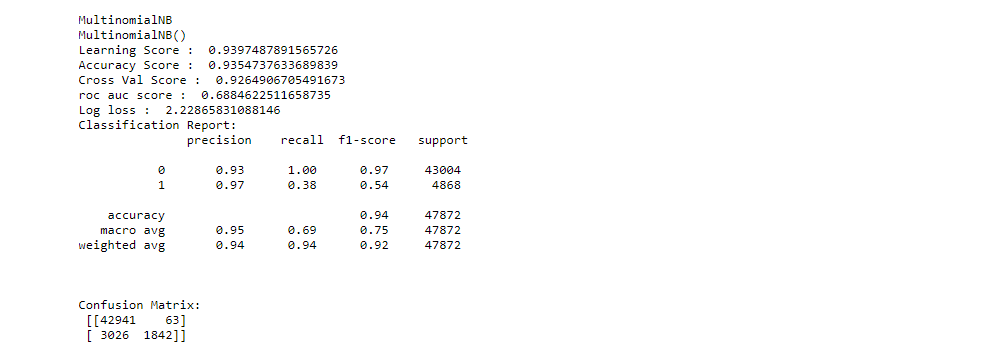 MultinomialNB
MultinomialNB()
Learning Score :  0.9397487891565726
Accuracy Score :  0.9354737633689839
Cross Val Score :  0.9264906705491673
roc auc score :  0.6884622511658735
Log loss :  2.22865831088146
Classification Report:
               precision    recall  f1-score   support

           0       0.93      1.00      0.97     43004
           1       0.97      0.38      0.54      4868

    accuracy                           0.94     47872
   macro avg       0.95      0.69      0.75     47872
weighted avg       0.94      0.94      0.92     47872

Confusion Matrix:
 [[42941    63]
 [ 3026  1842]]